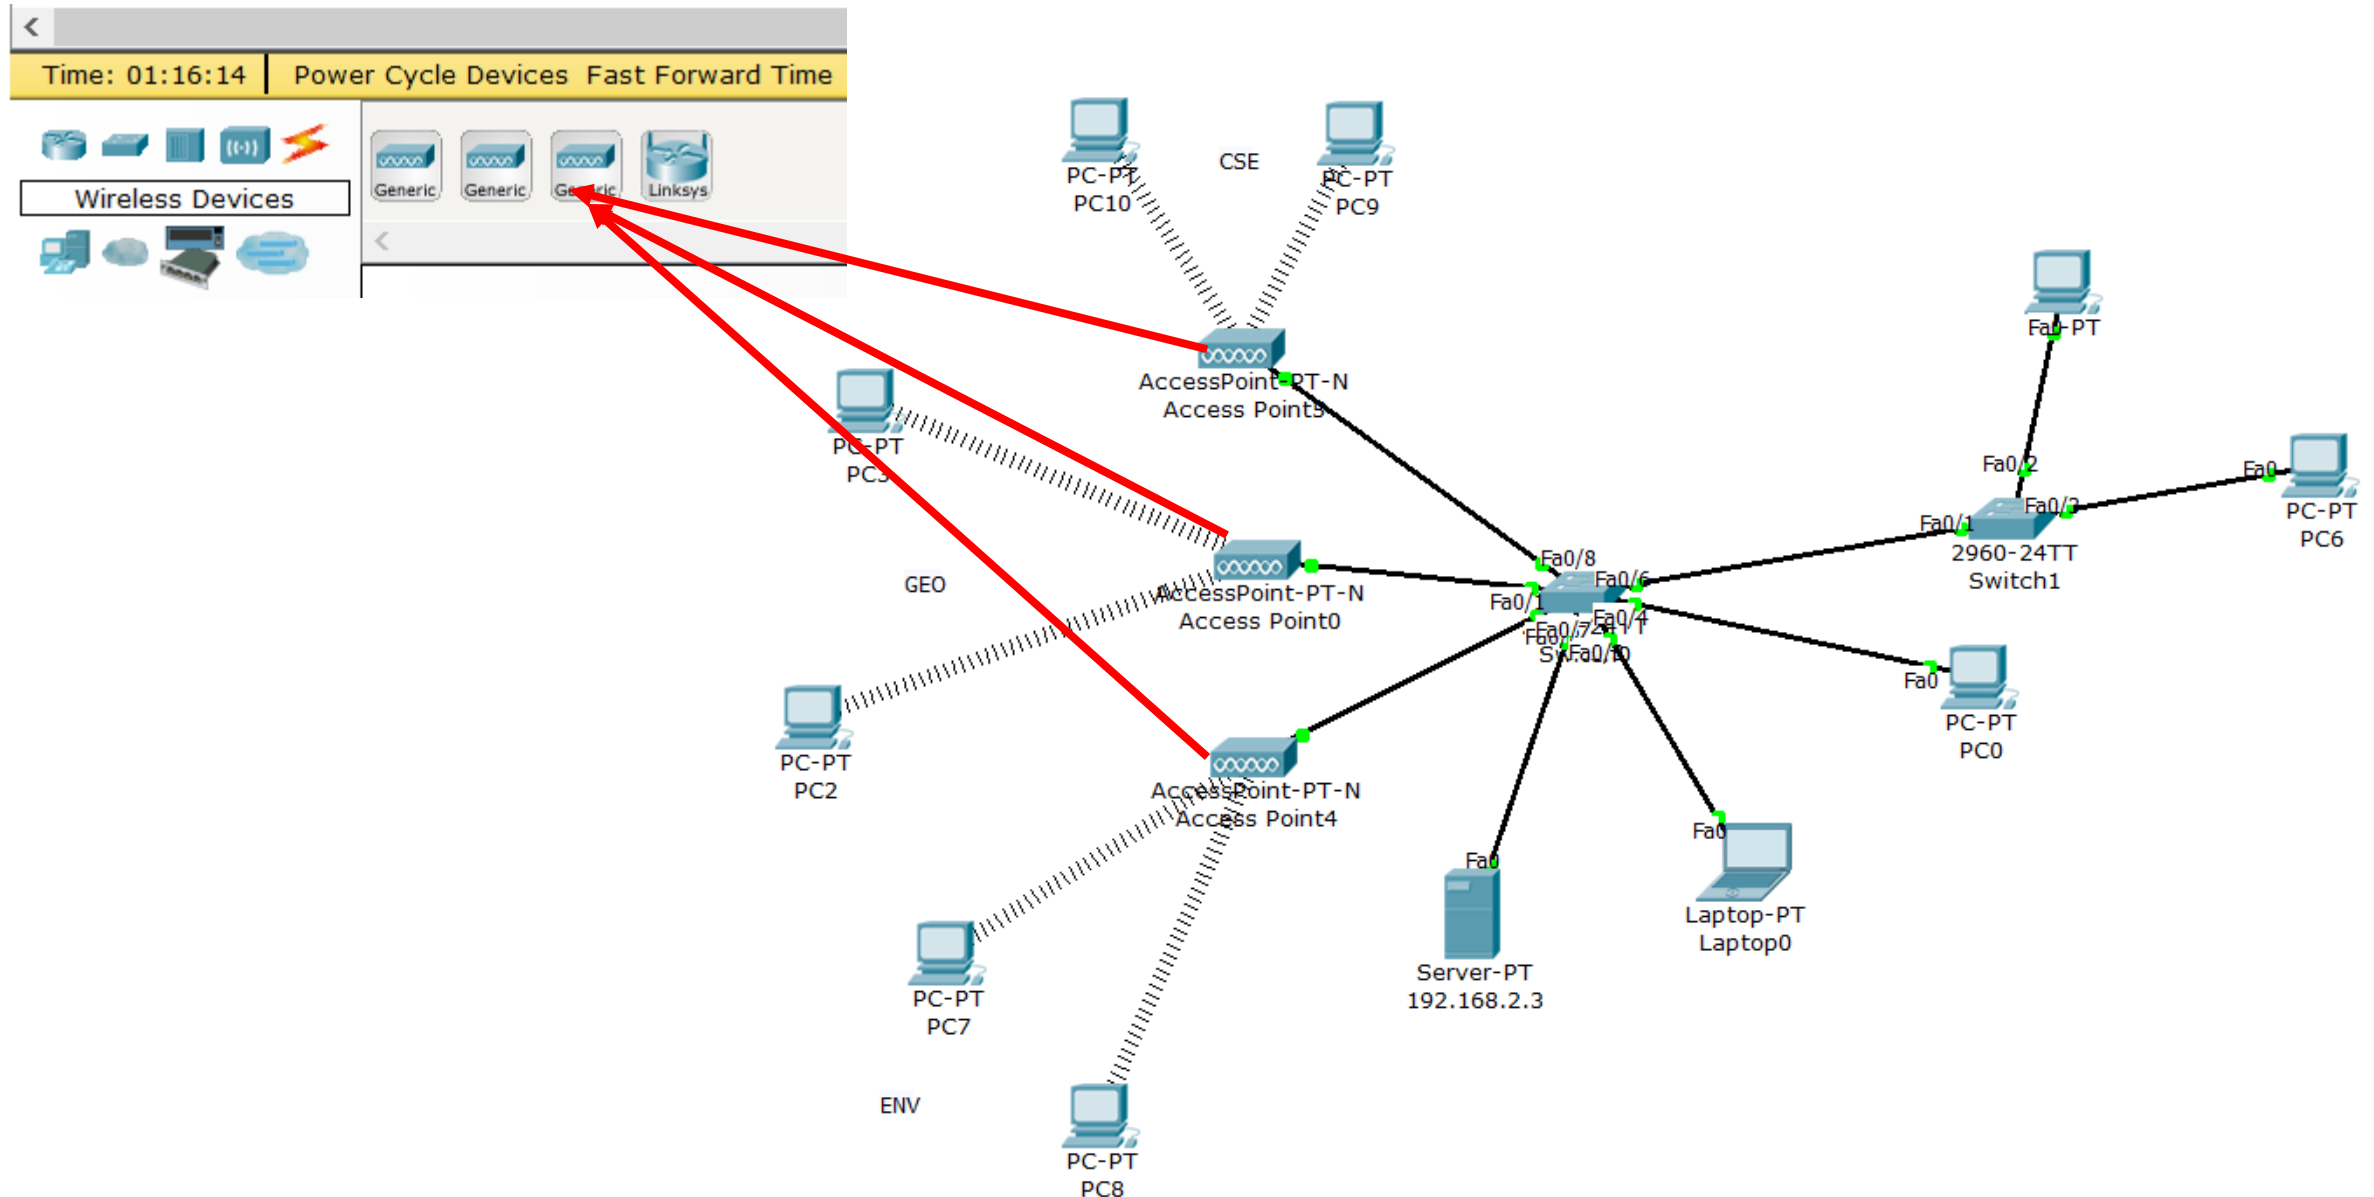 Time: 01:16:14
Power Cycle Devices Fast Forward Time
Wireless Devices
Generic
Generic
Generic
Linksys
PC-PT
PC10
CSE
PC-PT
PC9
AccessPoint-PT-N
Access Point5
PC-PT
PC3
GEO
AccessPoint-PT-N
Access Point0
PC-PT
PC2
AccessPoint-PT-N
Access Point4
PC-PT
PC7
ENV
PC-PT
PC8
Fa0/8
Fa0/6
Fa0/1
Fa0/4
Fa0/7
Fa0
Server-PT
192.168.2.3
Fa0
Laptop-PT
Laptop0
Fa0
PC-PT
PC0
Fa0/1
Fa0/2
Fa0/3
2960-24TT
Switch1
Fa0
PC-PT
PC6